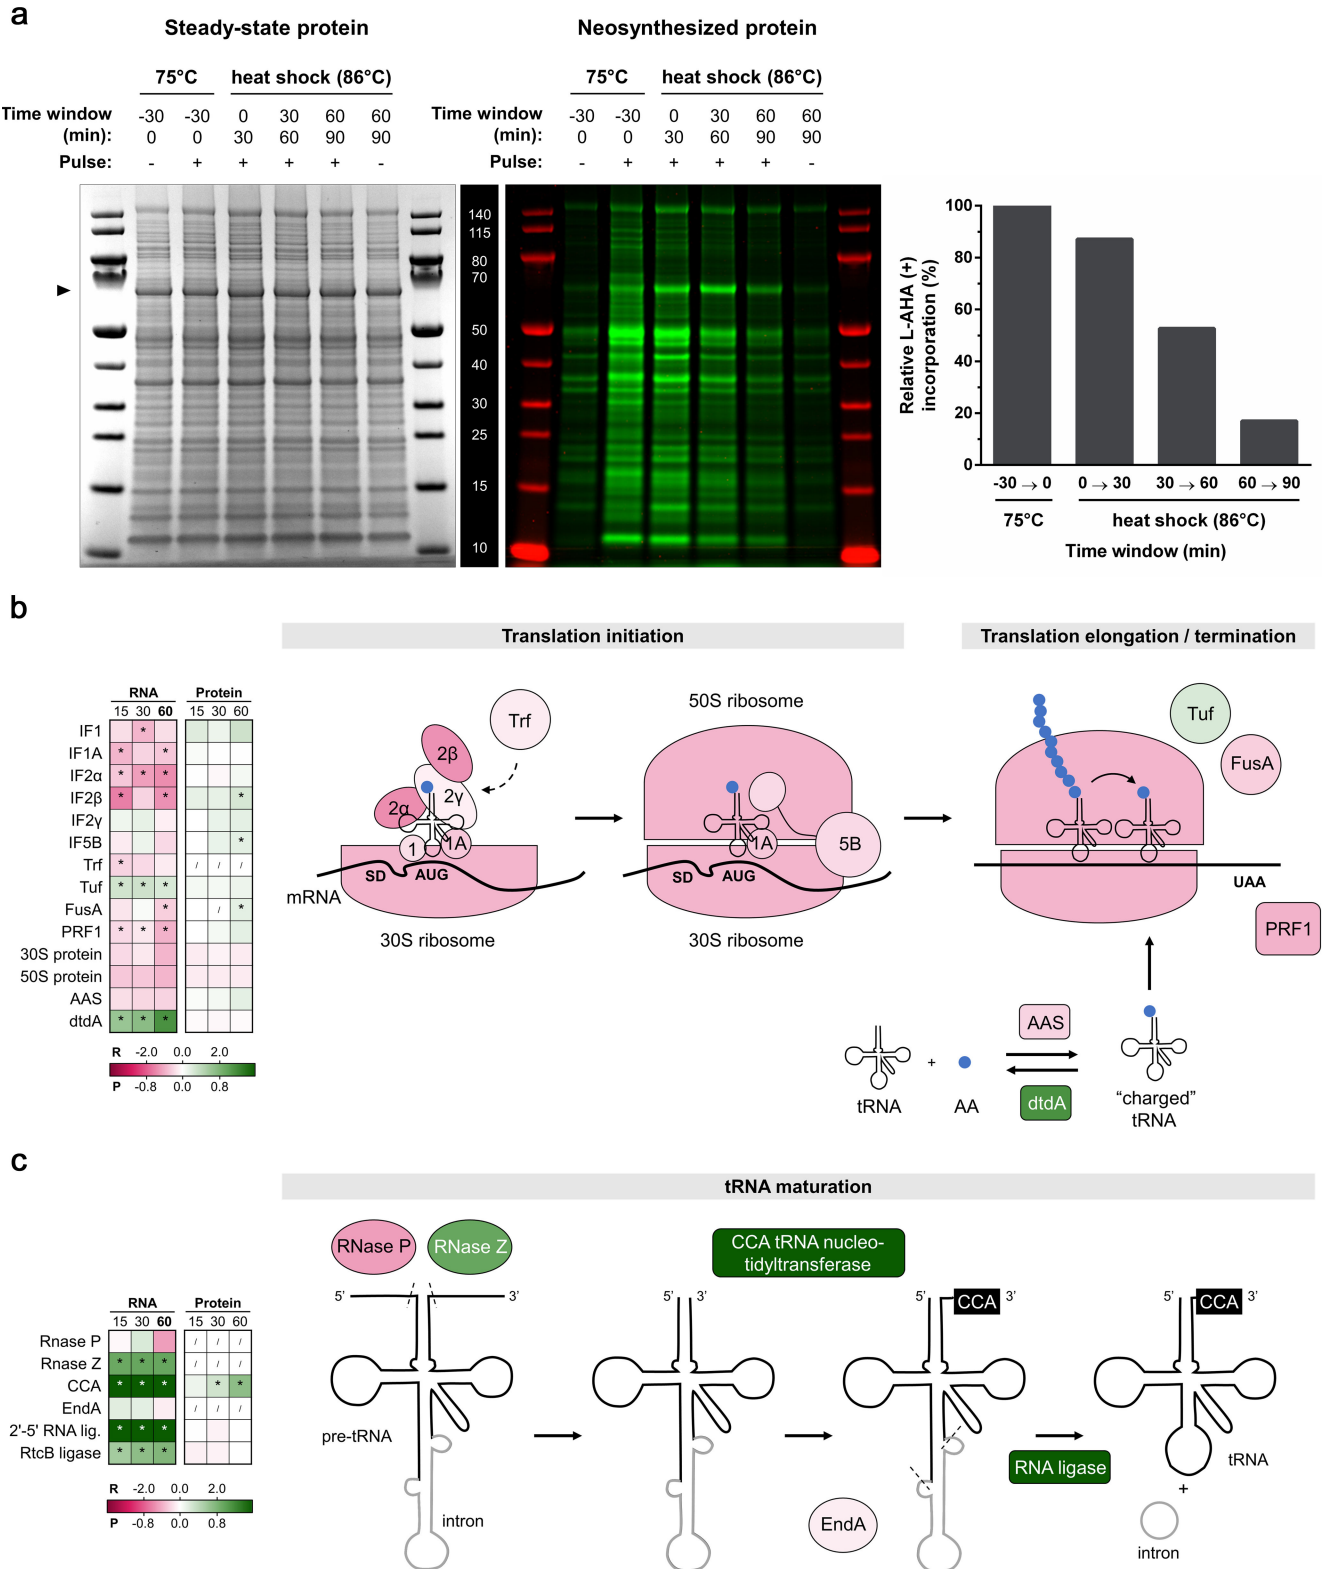 a
Steady-state protein
Neosynthesized protein
75°C
heat shock (86°C)
75°C
heat shock (86°C)
Time window
(min):
-30 -30 0 30 60 60
0 0 30 60 90 90
Pulse: - + + + + -
Time window
(min):
-30 -30 0 30 60 60
0 0 30 60 90 90
Pulse: - + + + + -
140
115
80
70
50
40
30
25
15
10
Relative L-AHA (+)
incorporation (%)
100
80
60
40
20
0
-30 → 0
0 → 30
30 → 60
60 → 90
75°C
heat shock (86°C)
Time window (min)
b
Translation initiation
Translation elongation / termination
RNA
Protein
15 30 60
15 30 60
IF1 *
IF1A * *
IF2α * * *
IF2β * * *
IF2γ
IF5B *
Trf * / / /
Tuf * * *
FusA * / *
PRF1 * * *
30S protein
50S protein
AAS
dtdA * * *
R -2.0 0.0 2.0
P -0.8 0.0 0.8
Trf
2β
2γ
2α
1
1A
SD
AUG
mRNA
30S ribosome
50S ribosome
1A
5B
SD
AUG
30S ribosome
Tuf
FusA
UAA
PRF1
AAS
dtdA
tRNA
+
AA
“charged”
tRNA
c
tRNA maturation
RNA
Protein
15 30 60
15 30 60
Rnase P / / /
Rnase Z * * * / / /
CCA * * * * *
EndA / / /
2'-5' RNA lig. * * *
RtcB ligase * * *
R -2.0 0.0 2.0
P -0.8 0.0 0.8
RNase P
RNase Z
5’
3’
pre-tRNA
intron
5’ 3’
CCA tRNA nucleo-
tidyltransferase
EndA
5’
CCA
3’
RNA ligase
5’
CCA
3’
tRNA
+
intron